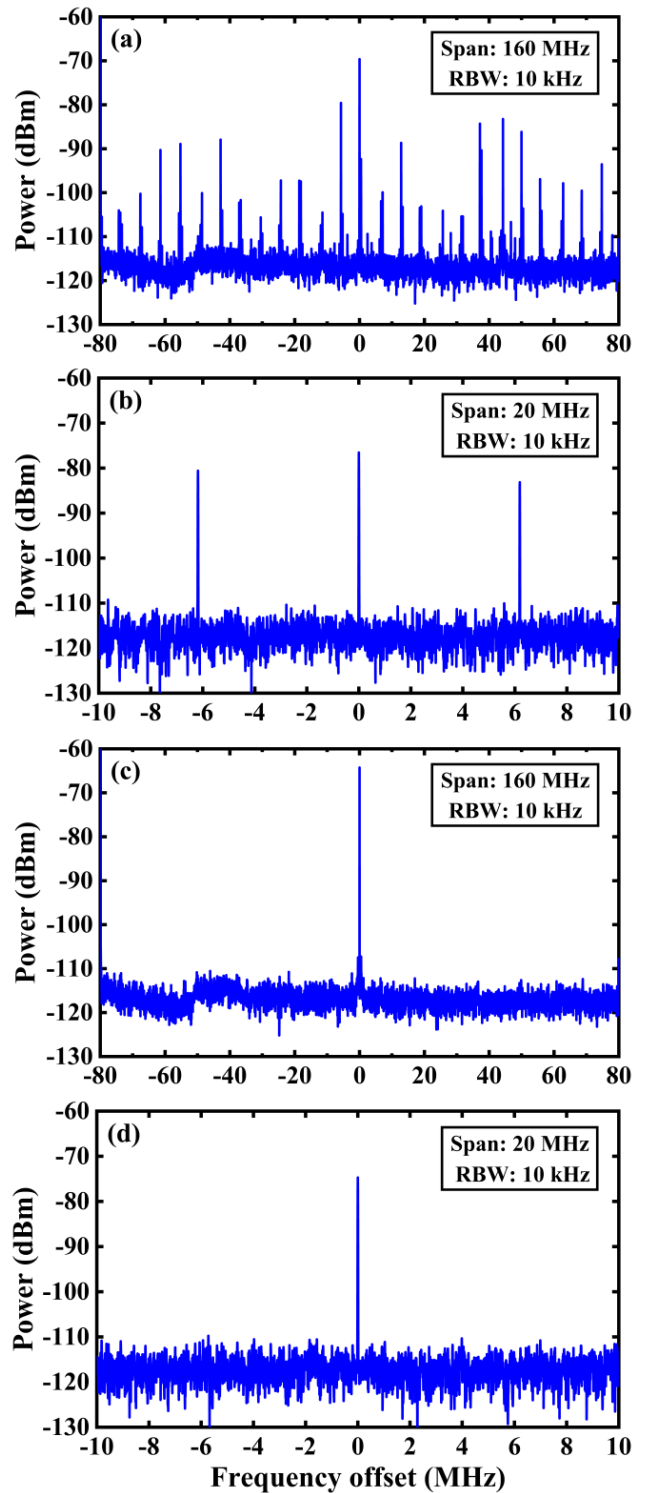 (a)
Span: 160 MHz
RBW: 10 kHz
Power (dBm)
-60
-70
-80
-90
-100
-110
-120
-130
-80 -60 -40 -20 0 20 40 60 80
(b)
Span: 20 MHz
RBW: 10 kHz
Power (dBm)
-60
-70
-80
-90
-100
-110
-120
-130
-10 -8 -6 -4 -2 0 2 4 6 8 10
(c)
Span: 160 MHz
RBW: 10 kHz
Power (dBm)
-60
-70
-80
-90
-100
-110
-120
-130
-80 -60 -40 -20 0 20 40 60 80
(d)
Span: 20 MHz
RBW: 10 kHz
Power (dBm)
-60
-70
-80
-90
-100
-110
-120
-130
-10 -8 -6 -4 -2 0 2 4 6 8 10
Frequency offset (MHz)